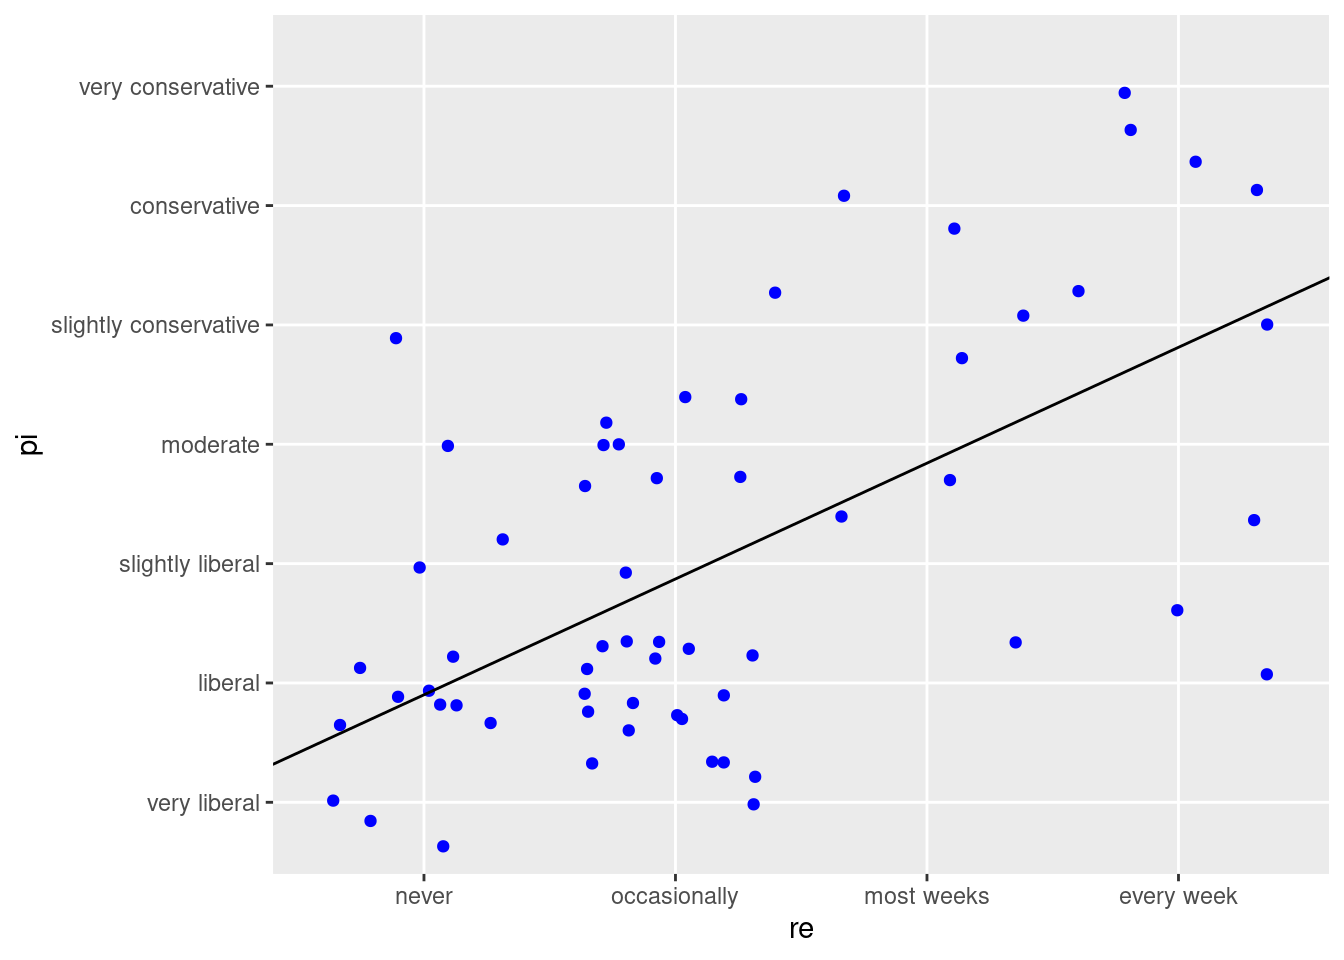 very conservative
conservative
slightly conservative
moderate
slightly liberal
liberal
very liberal
pi
never
occasionally
most weeks
every week
re